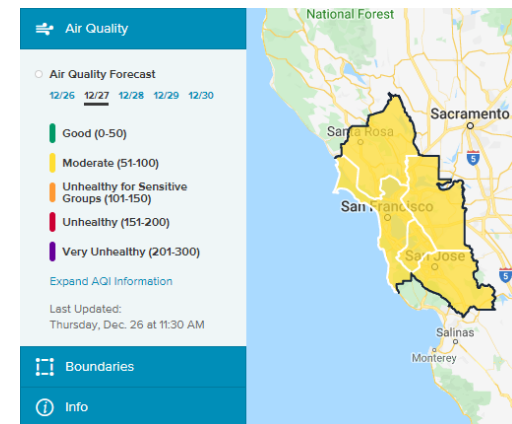 Air Quality
Air Quality Forecast
12/26 12/27 12/28 12/29 12/30
Good (0-50)
Moderate (51-100)
Unhealthy for Sensitive
Groups (101-150)
Unhealthy (151-200)
Very Unhealthy (201-300)
Expand AQI Information
Last Updated:
Thursday, Dec. 26 at 11:30 AM
Boundaries
Info
National Forest
Sacramento
Santa Rosa
5
San Francisco
San Jose
5
Salinas
Monterey